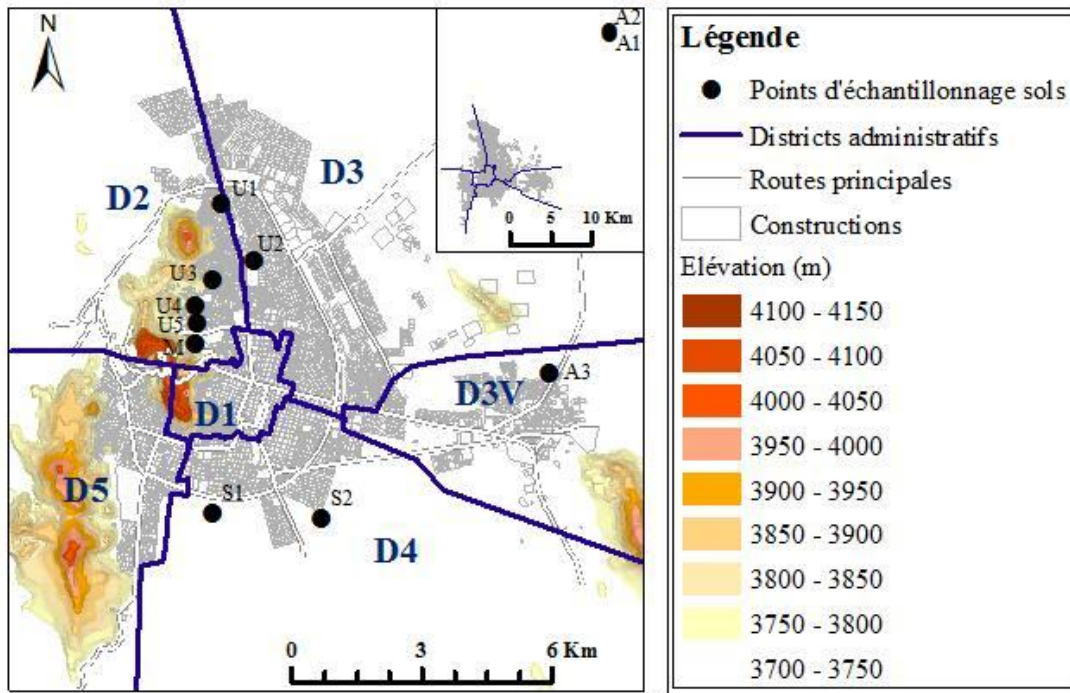 N
A2
A1
0 5 10 Km
D3
D2
U1
U2
U3
U4
U5
M
D3V
A3
D1
D5
S1
S2
D4
0 3 6 Km
Légende
Points d'échantillonnage sols
Districts administratifs
Routes principales
Constructions
Elévation (m)
4100 - 4150
4050 - 4100
4000 - 4050
3950 - 4000
3900 - 3950
3850 - 3900
3800 - 3850
3750 - 3800
3700 - 3750